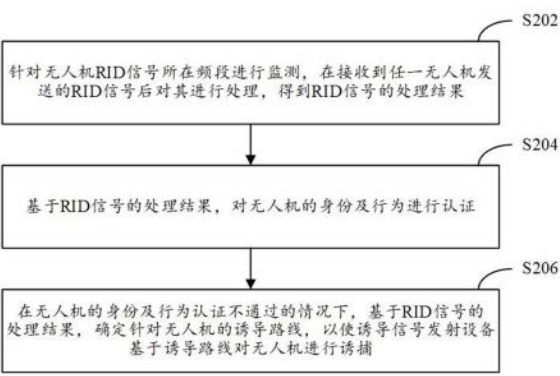 S202
针对无人机RID信号所在频段进行监测，在接收到任一无人机发
送的RID信号后对其进行处理，得到RID信号的处理结果
S204
基于RID信号的处理结果，对无人机的身份及行为进行认证
S206
在无人机的身份及行为认证不通过的情况下，基于RID信号的
处理结果，确定针对无人机的诱导路线，以使诱导信号发射设备
基于诱导路线对无人机进行诱捕